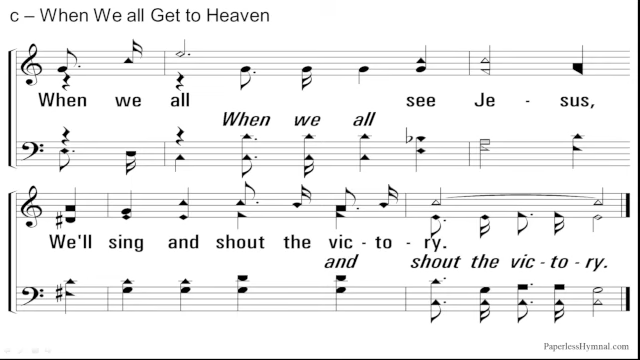 c – When We all Get to Heaven
When we all see Je - sus,
When we all
We'll sing and shout the vic - to - ry.
and shout the vic - to - ry.
PaperlessHymnal.com